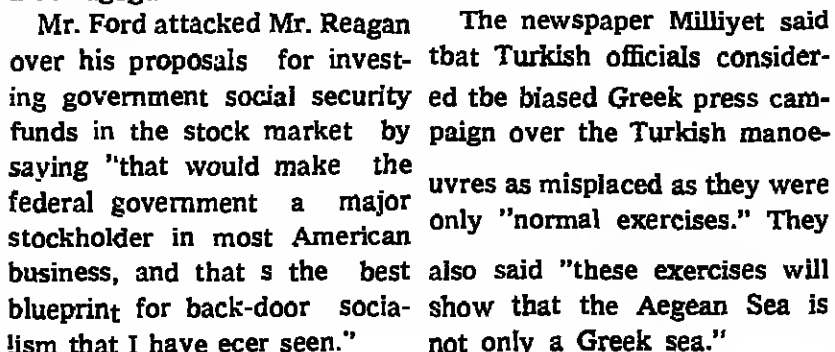 Mr. Ford attacked Mr. Reagan
over his proposals for invest-
ing government social security
funds in the stock market by
saying "that would make the
federal government a major
stockholder in most American
business, and that s the best
blueprint for back-door socia-
lism that I have ecer seen."
The newspaper Milliyet said
tbat Turkish officials consider-
ed tbe biased Greek press cam-
paign over the Turkish manoe-
uvres as misplaced as they were
only "normal exercises." They
also said "these exercises will
show that the Aegean Sea is
not only a Greek sea."